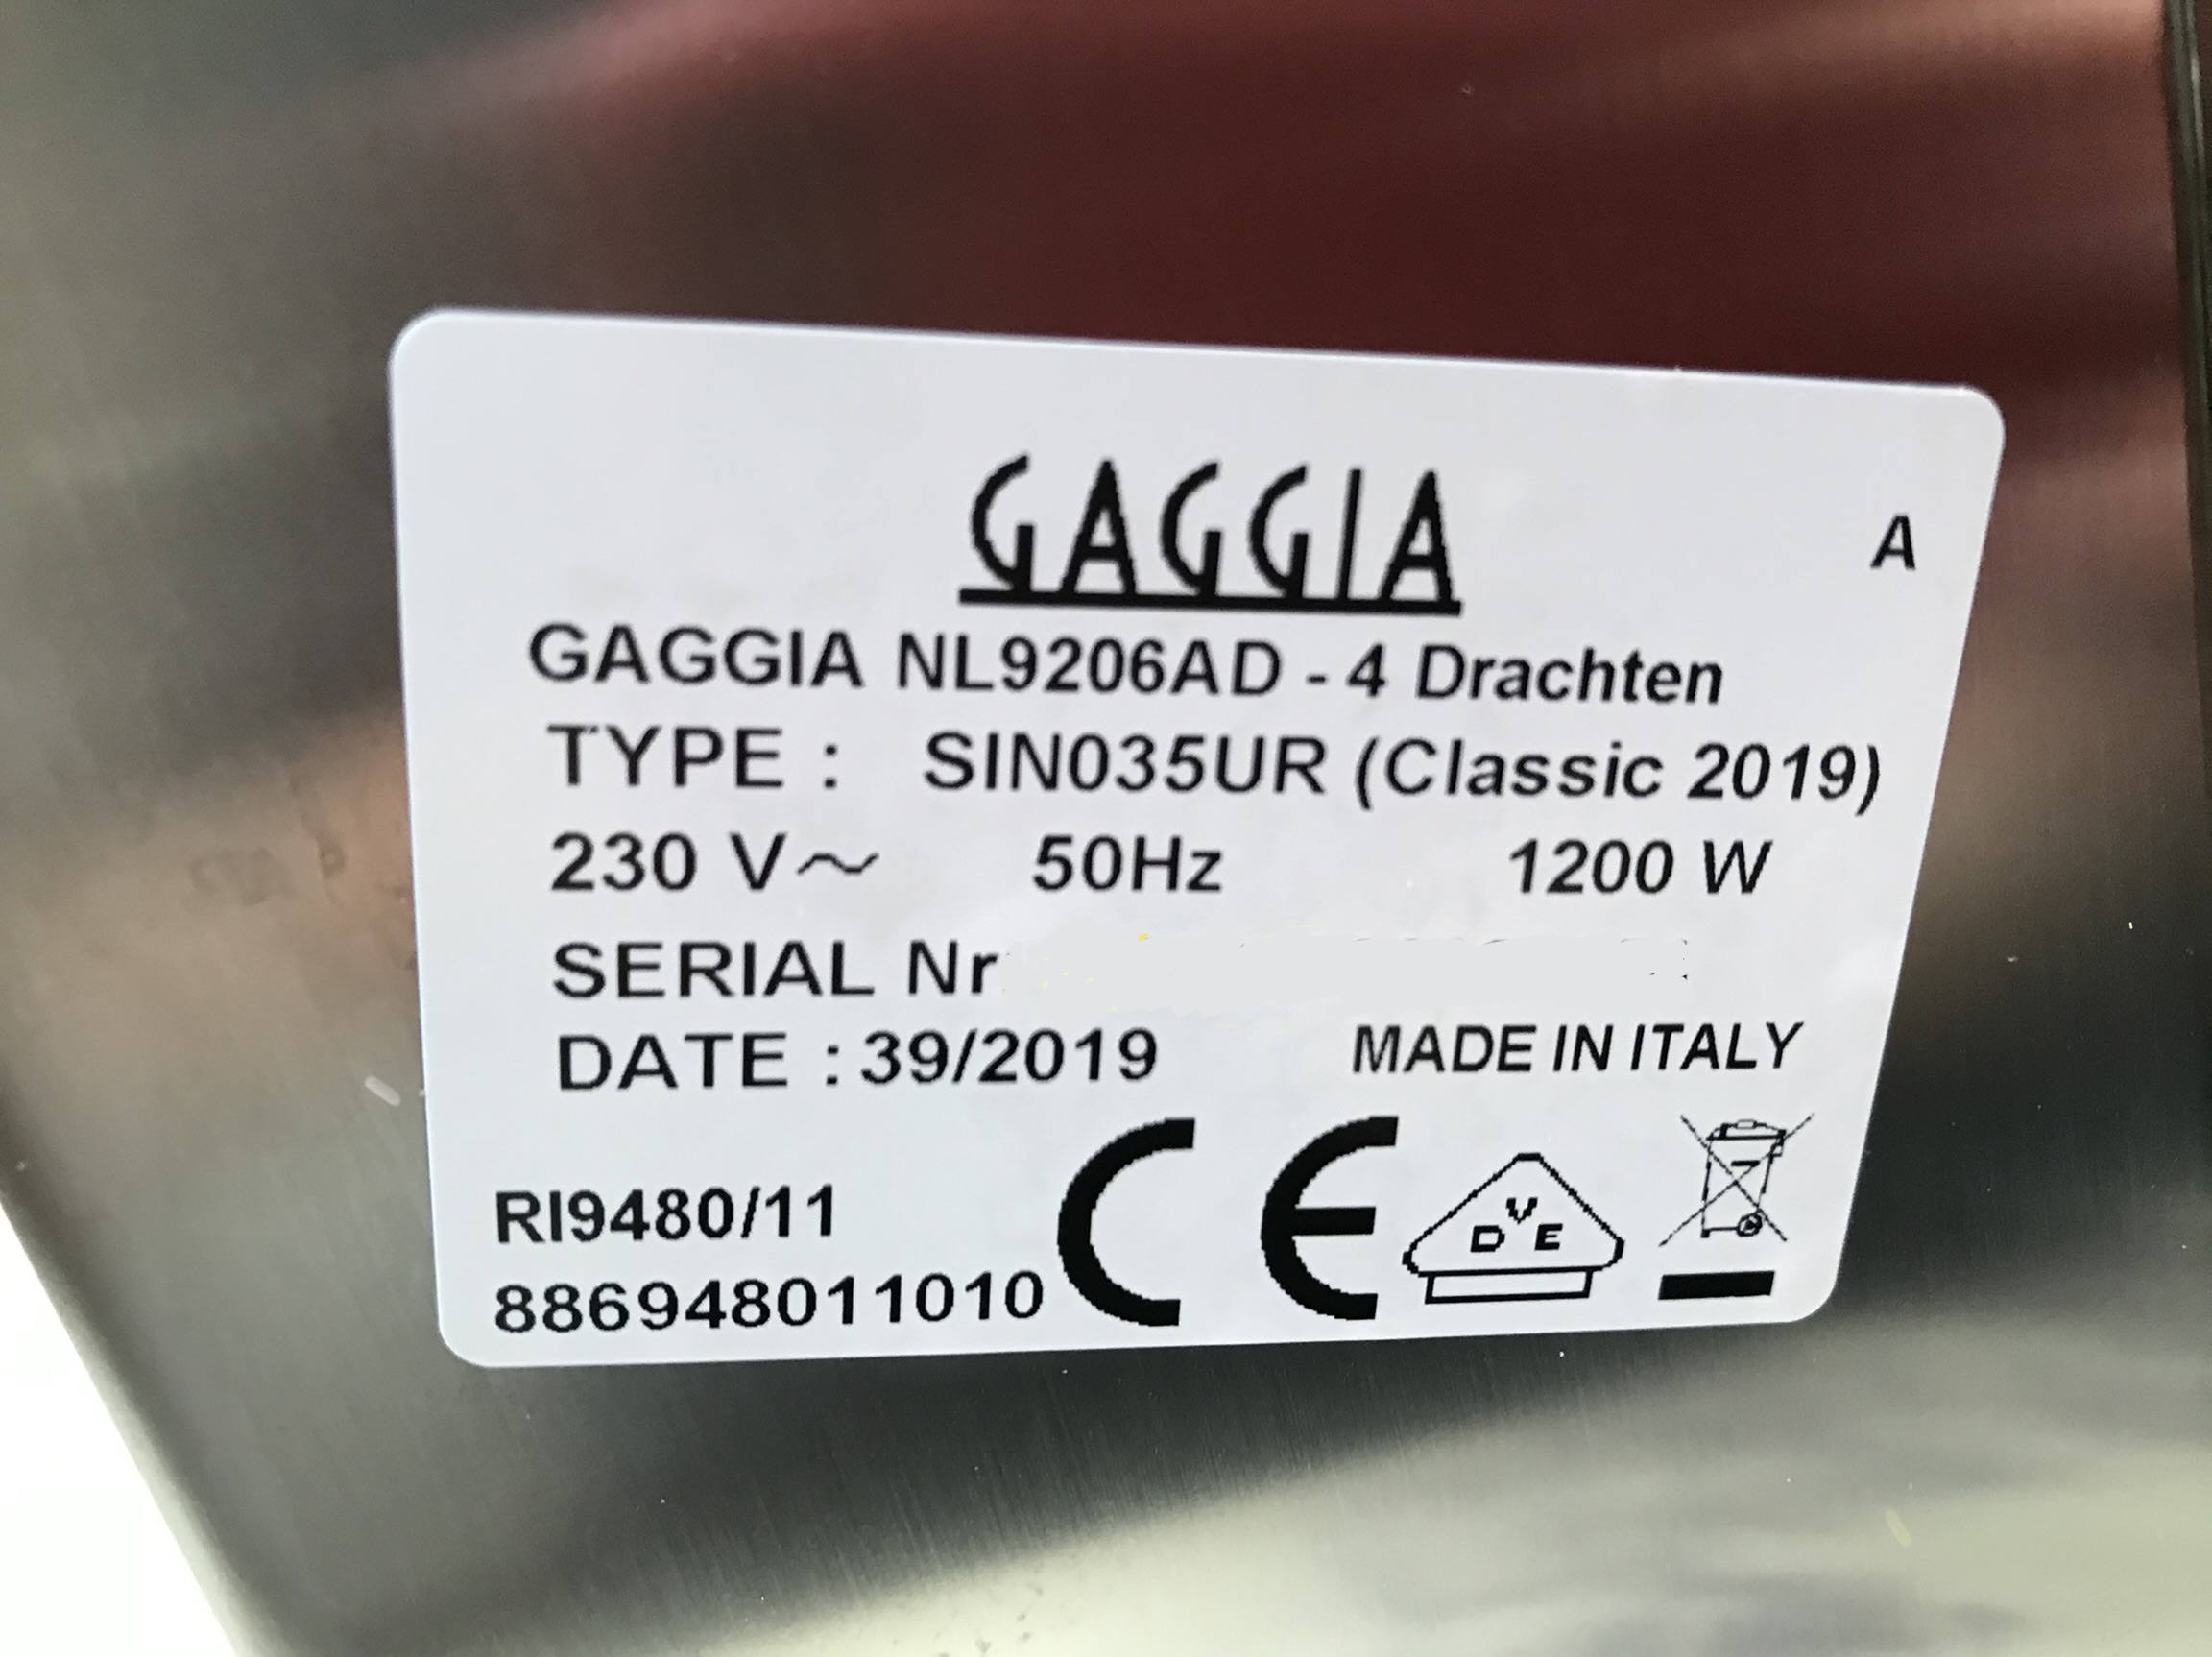 GAGGIA
A
GAGGIA NL9206AD - 4 Drachten
TYPE : SIN035UR (Classic 2019)
230 V~ 50Hz 1200 W
SERIAL Nr
DATE : 39/2019 MADE IN ITALY
RI9480/11
886948011010
CE
DVE